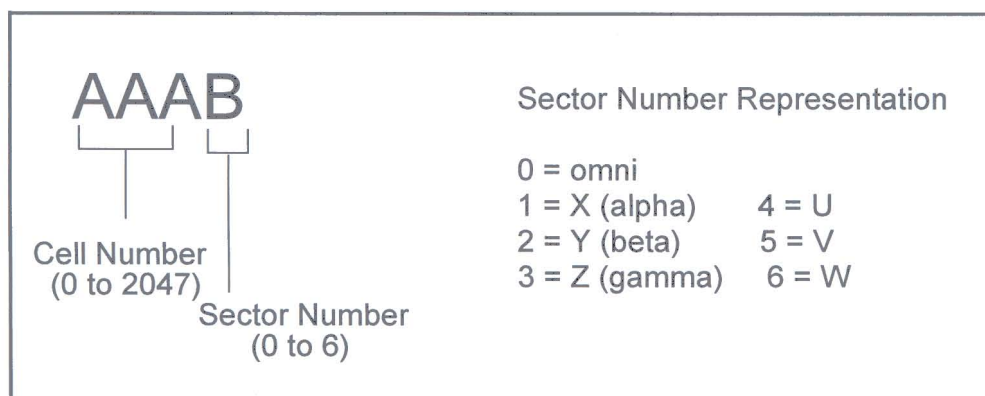 AAAB
Cell Number
(0 to 2047)
Sector Number
(0 to 6)
Sector Number Representation
0 = omni
1 = X (alpha) 4 = U
2 = Y (beta) 5 = V
3 = Z (gamma) 6 = W